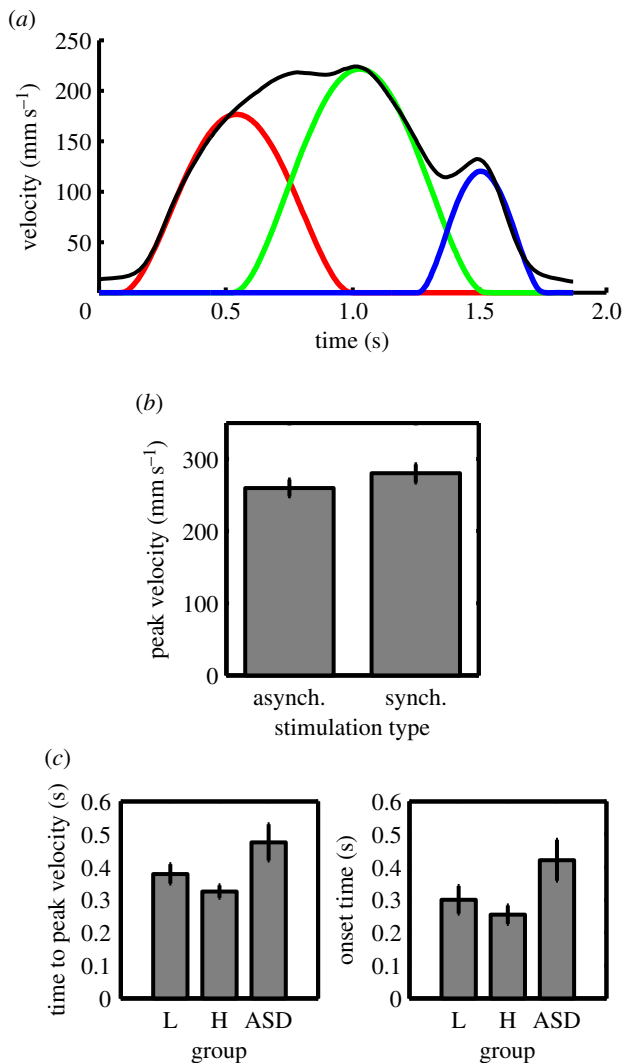 (a)
velocity (mm s⁻¹)
250
200
150
100
50
0
0.5
1.0
1.5
2.0
time (s)
(b)
peak velocity (mm s⁻¹)
300
200
100
0
asynch.
synch.
stimulation type
(c)
time to peak velocity (s)
0.6
0.5
0.4
0.3
0.2
0.1
0
L H ASD
group
onset time (s)
0.6
0.5
0.4
0.3
0.2
0.1
0
L H ASD
group